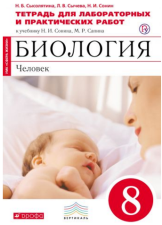 Н. Б. Сысолятина, Л. В. Сычева, Н. И. Сонин
ТЕТРАДЬ ДЛЯ ЛАБОРАТОРНЫХ
И ПРАКТИЧЕСКИХ РАБОТ
к учебнику Н. И. Сонина, М. Р. Сапина
БИОЛОГИЯ
Человек
8
ДРОФА
ВЕРТИКАЛЬ